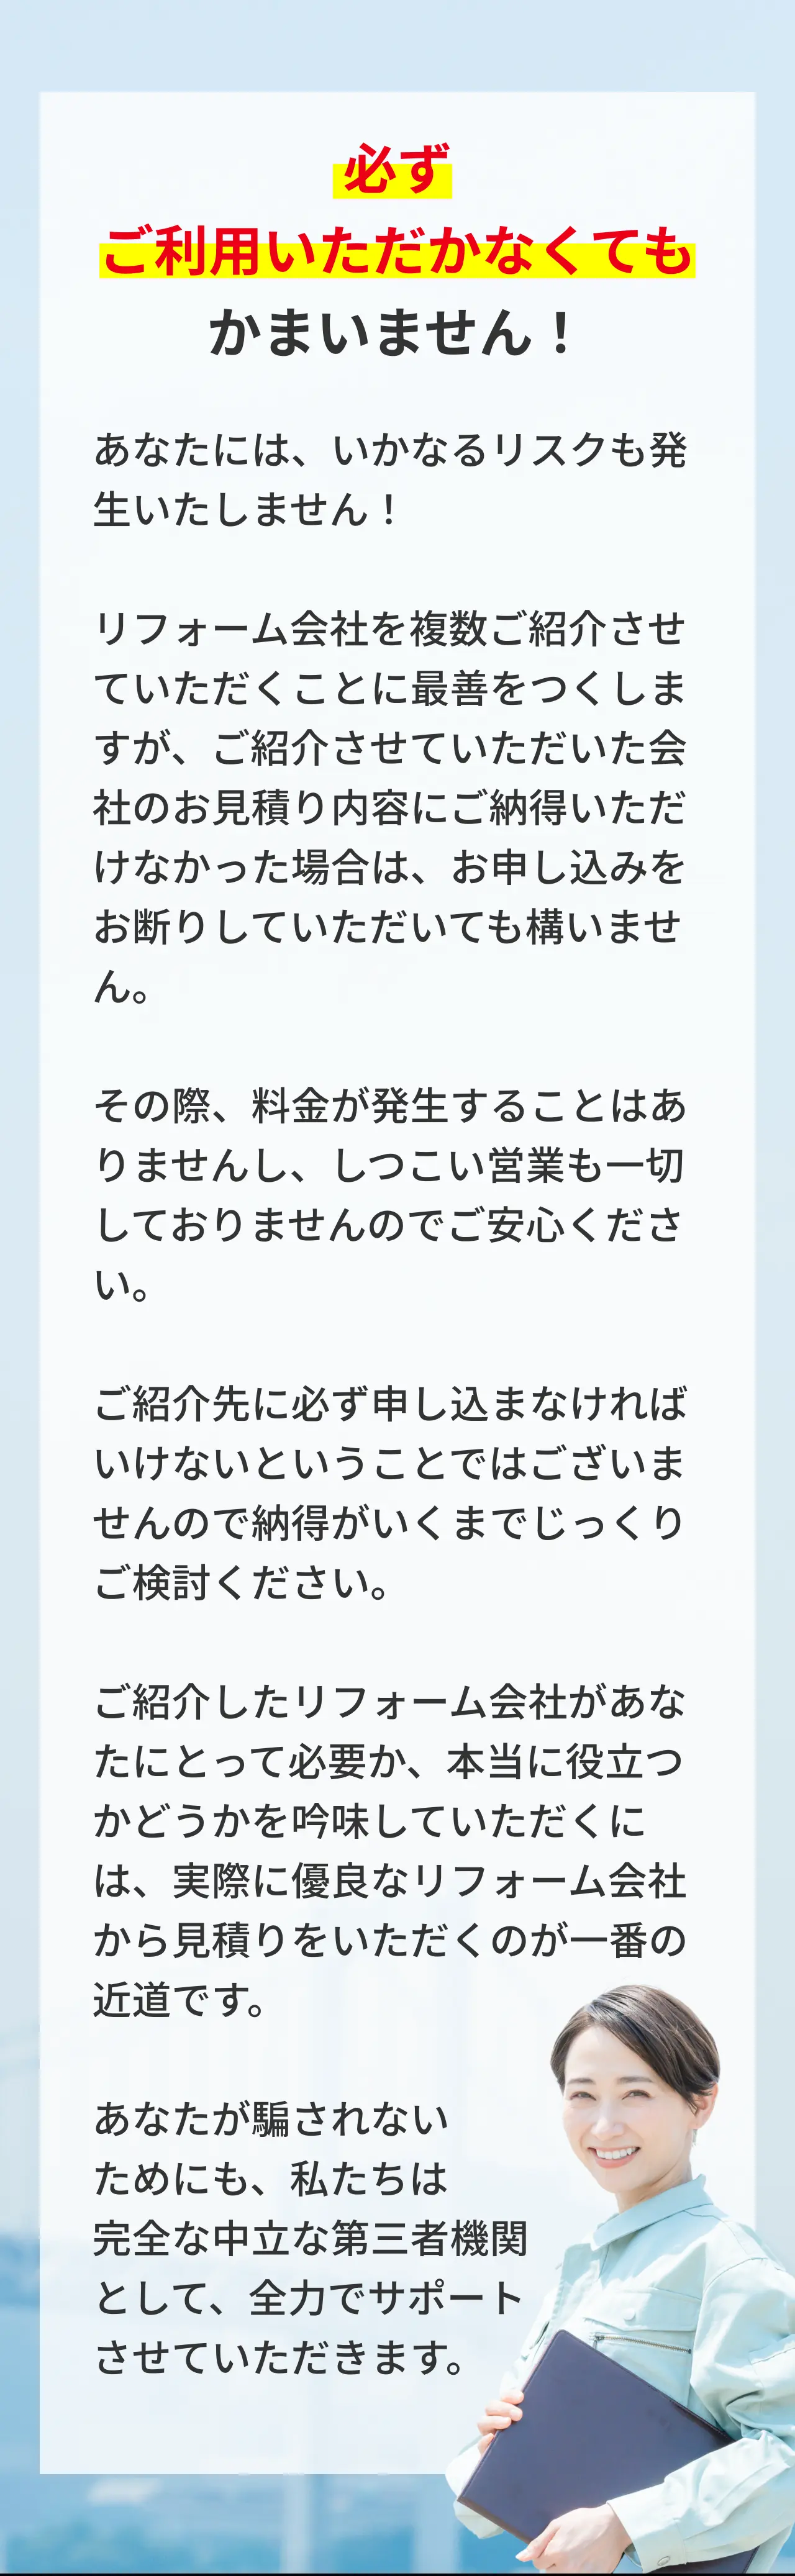 必ず
ご利用いただかなくても
かまいません！
あなたには、いかなるリスクも発
生いたしません！
リフォーム会社を複数ご紹介させ
ていただくことに最善をつくしま
すが、ご紹介させていただいた会
社のお見積り内容にご納得いただ
けなかった場合は、お申し込みを
お断りしていただいても構いませ
ん。
その際、料金が発生することはあ
りませんし、しつこい営業も一切
しておりませんのでご安心くださ
い。
ご紹介先に必ず申し込まなければ
いけないということではございま
せんので納得がいくまでじっくり
ご検討ください。
ご紹介したリフォーム会社があな
たにとって必要か、本当に役立つ
かどうかを吟味していただくに
は、実際に優良なリフォーム会社
から見積りをいただくのが一番の
近道です。
あなたが騙されない
ためにも、私たちは
完全な中立な第三者機関
として、全力でサポート
させていただきます。